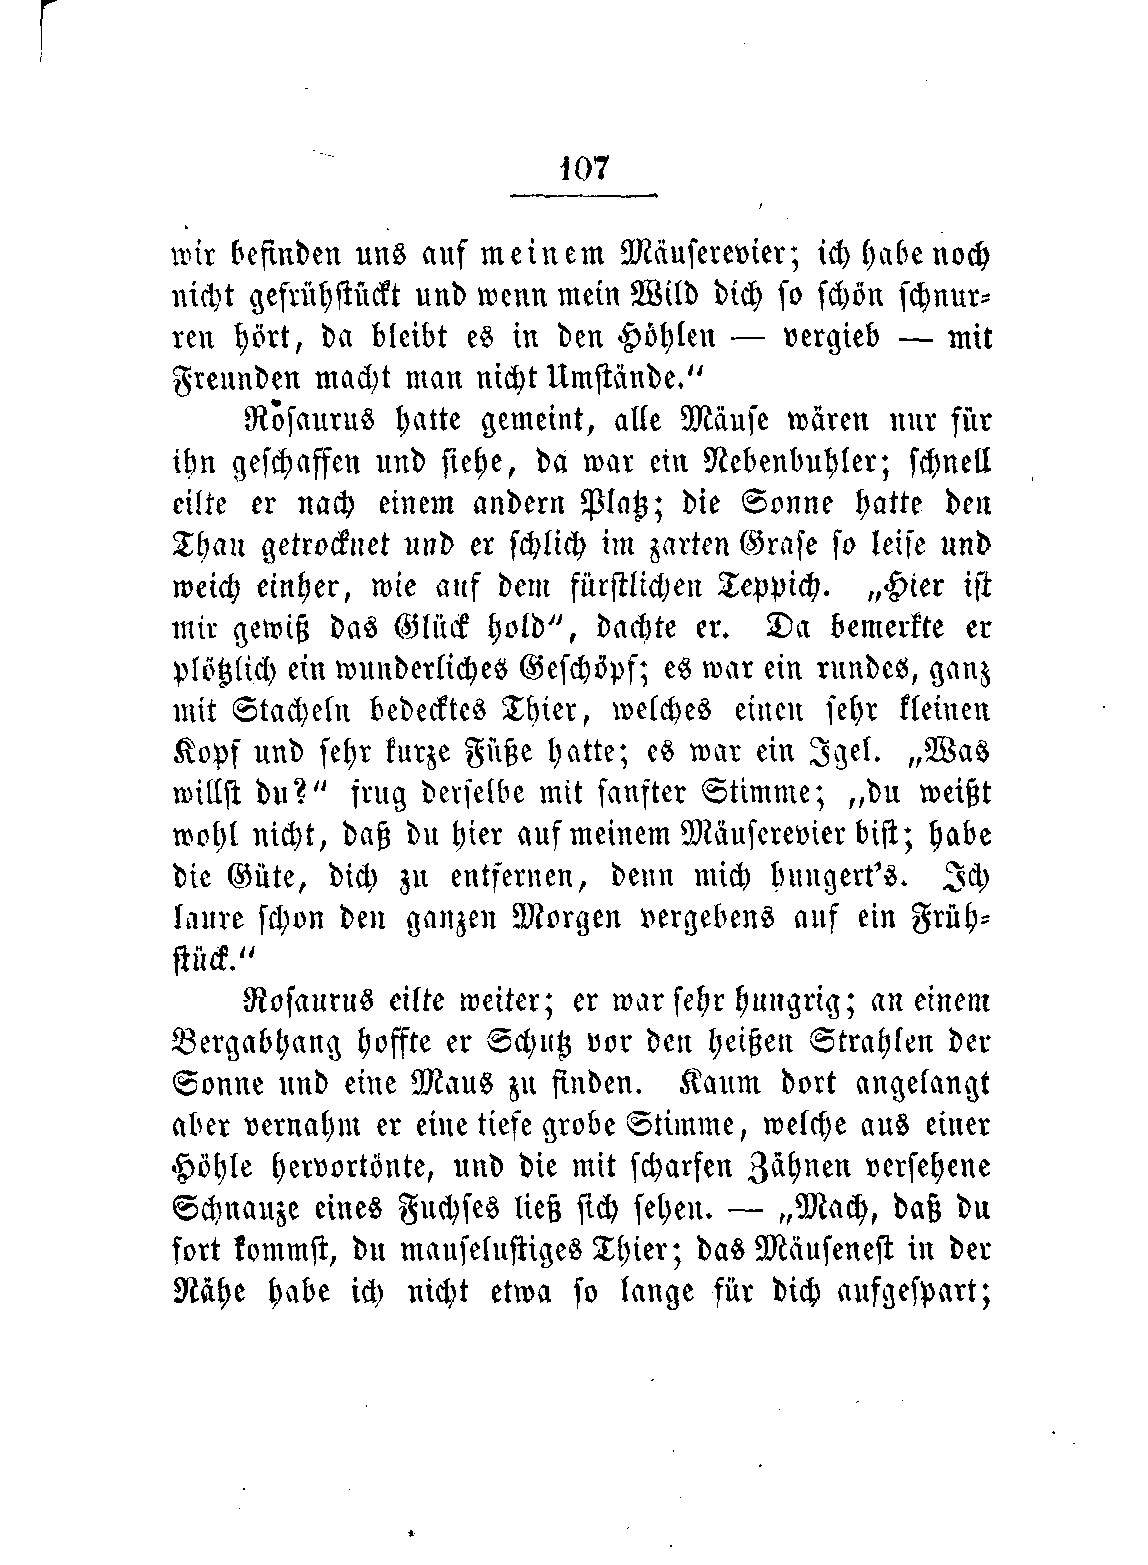 107
wir befinden uns auf meinem Mäuserevier; ich habe noch
nicht gefrühstückt und wenn mein Wild dich so schön schnur-
ren hört, da bleibt es in den Höhlen — vergieb — mit
Freunden macht man nicht Umstände.“
Rosaurus hatte gemeint, alle Mäuse wären nur für
ihn geschaffen und siehe, da war ein Nebenbuhler; schnell
eilte er nach einem andern Platz; die Sonne hatte den
Thau getrocknet und er schlich im zarten Grase so leise und
weich einher, wie auf dem fürstlichen Teppich. „Hier ist
mir gewiß das Glück hold“, dachte er. Da bemerkte er
plötzlich ein wunderliches Geschöpf; es war ein rundes, ganz
mit Stacheln bedecktes Thier, welches einen sehr kleinen
Kopf und sehr kurze Füße hatte; es war ein Igel. „Was
willst du?“ frug derselbe mit sanfter Stimme; „du weißt
wohl nicht, daß du hier auf meinem Mäuserevier bist; habe
die Güte, dich zu entfernen, denn mich hungert’s. Ich
laure schon den ganzen Morgen vergebens auf ein Früh-
stück.“
Rosaurus eilte weiter; er war sehr hungrig; an einem
Bergabhang hoffte er Schutz vor den heißen Strahlen der
Sonne und eine Maus zu finden. Kaum dort angelangt
aber vernahm er eine tiefe grobe Stimme, welche aus einer
Höhle hervortönte, und die mit scharfen Zähnen versehene
Schnauze eines Fuchses ließ sich sehen. — „Mach, daß du
fort kommst, du mauselustiges Thier; das Mäusenest in der
Nähe habe ich nicht etwa so lange für dich aufgespart;